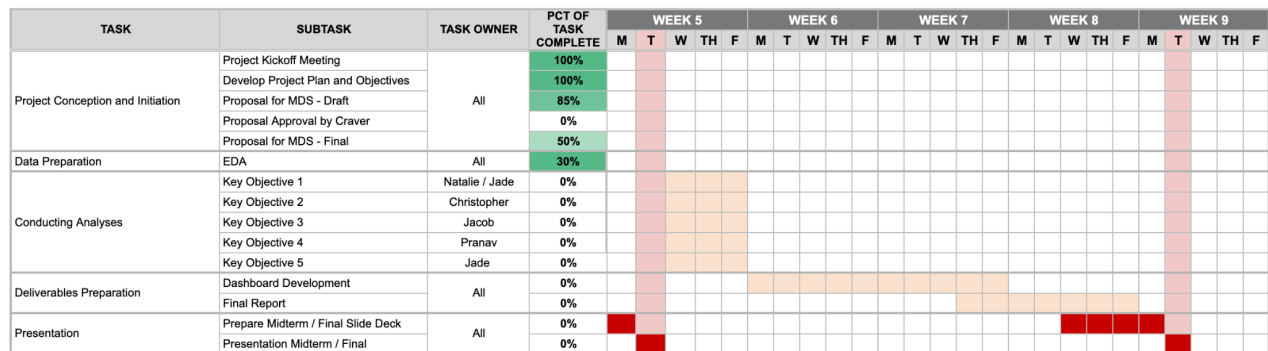 TASK SUBTASK TASK OWNER PCT OF TASK COMPLETE WEEK 5 WEEK 6 WEEK 7 WEEK 8 WEEK 9
M T W TH F M T W TH F M T W TH F M T W TH F M T W TH F
Project Conception and Initiation Project Kickoff Meeting All 100%
Develop Project Plan and Objectives 100%
Proposal for MDS - Draft 85%
Proposal Approval by Craver 0%
Proposal for MDS - Final 50%
Data Preparation EDA All 30%
Conducting Analyses Key Objective 1 Natalie / Jade 0%
Key Objective 2 Christopher 0%
Key Objective 3 Jacob 0%
Key Objective 4 Pranav 0%
Key Objective 5 Jade 0%
Deliverables Preparation Dashboard Development All 0%
Final Report 0%
Presentation Prepare Midterm / Final Slide Deck All 0%
Presentation Midterm / Final 0%